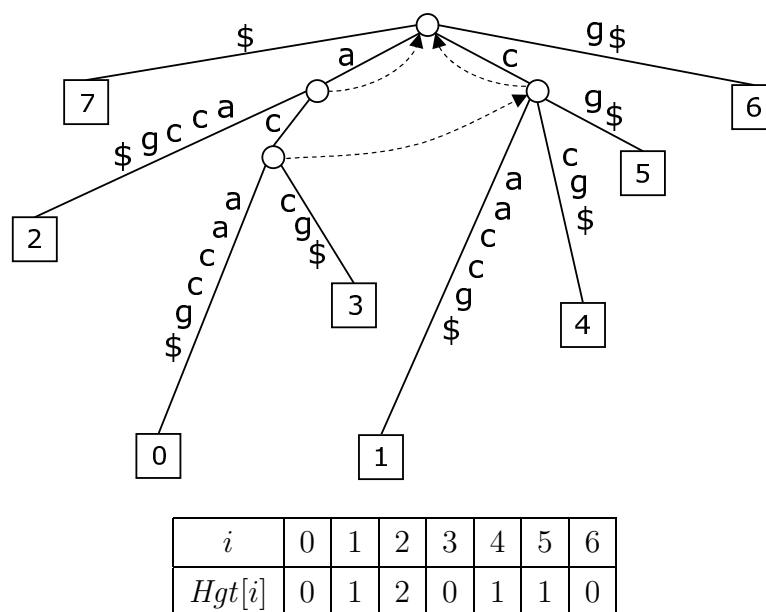 $ a c g $
7 $ g c c a c g $ 6
2 a a c c g $ c g $ a a c c g $ c g $ 5
3 4
0 1
i 0 1 2 3 4 5 6
Hgt[i] 0 1 2 0 1 1 0